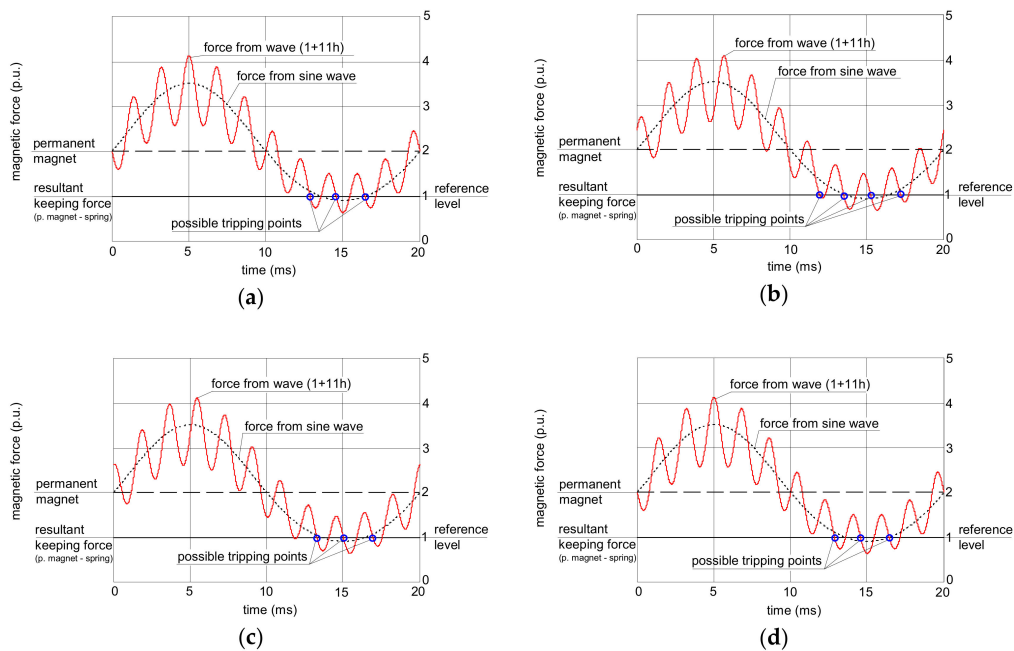 (a)
5
force from wave (1+11h)
4
force from sine wave
magnetic force (p.u.)
3
permanent
magnet
2
resultant
keeping force
(p. magnet - spring)
1
reference
level
possible tripping points
0
0
5
10
15
20
time (ms)
(a)
5
force from wave (1+11h)
4
force from sine wave
magnetic force (p.u.)
3
permanent
magnet
2
resultant
keeping force
(p. magnet - spring)
1
reference
level
possible tripping points
0
0
5
10
15
20
time (ms)
(b)
5
force from wave (1+11h)
4
force from sine wave
magnetic force (p.u.)
3
permanent
magnet
2
resultant
keeping force
(p. magnet - spring)
1
reference
level
possible tripping points
0
0
5
10
15
20
time (ms)
(c)
5
force from wave (1+11h)
4
force from sine wave
magnetic force (p.u.)
3
permanent
magnet
2
resultant
keeping force
(p. magnet - spring)
1
reference
level
possible tripping points
0
0
5
10
15
20
time (ms)
(d)